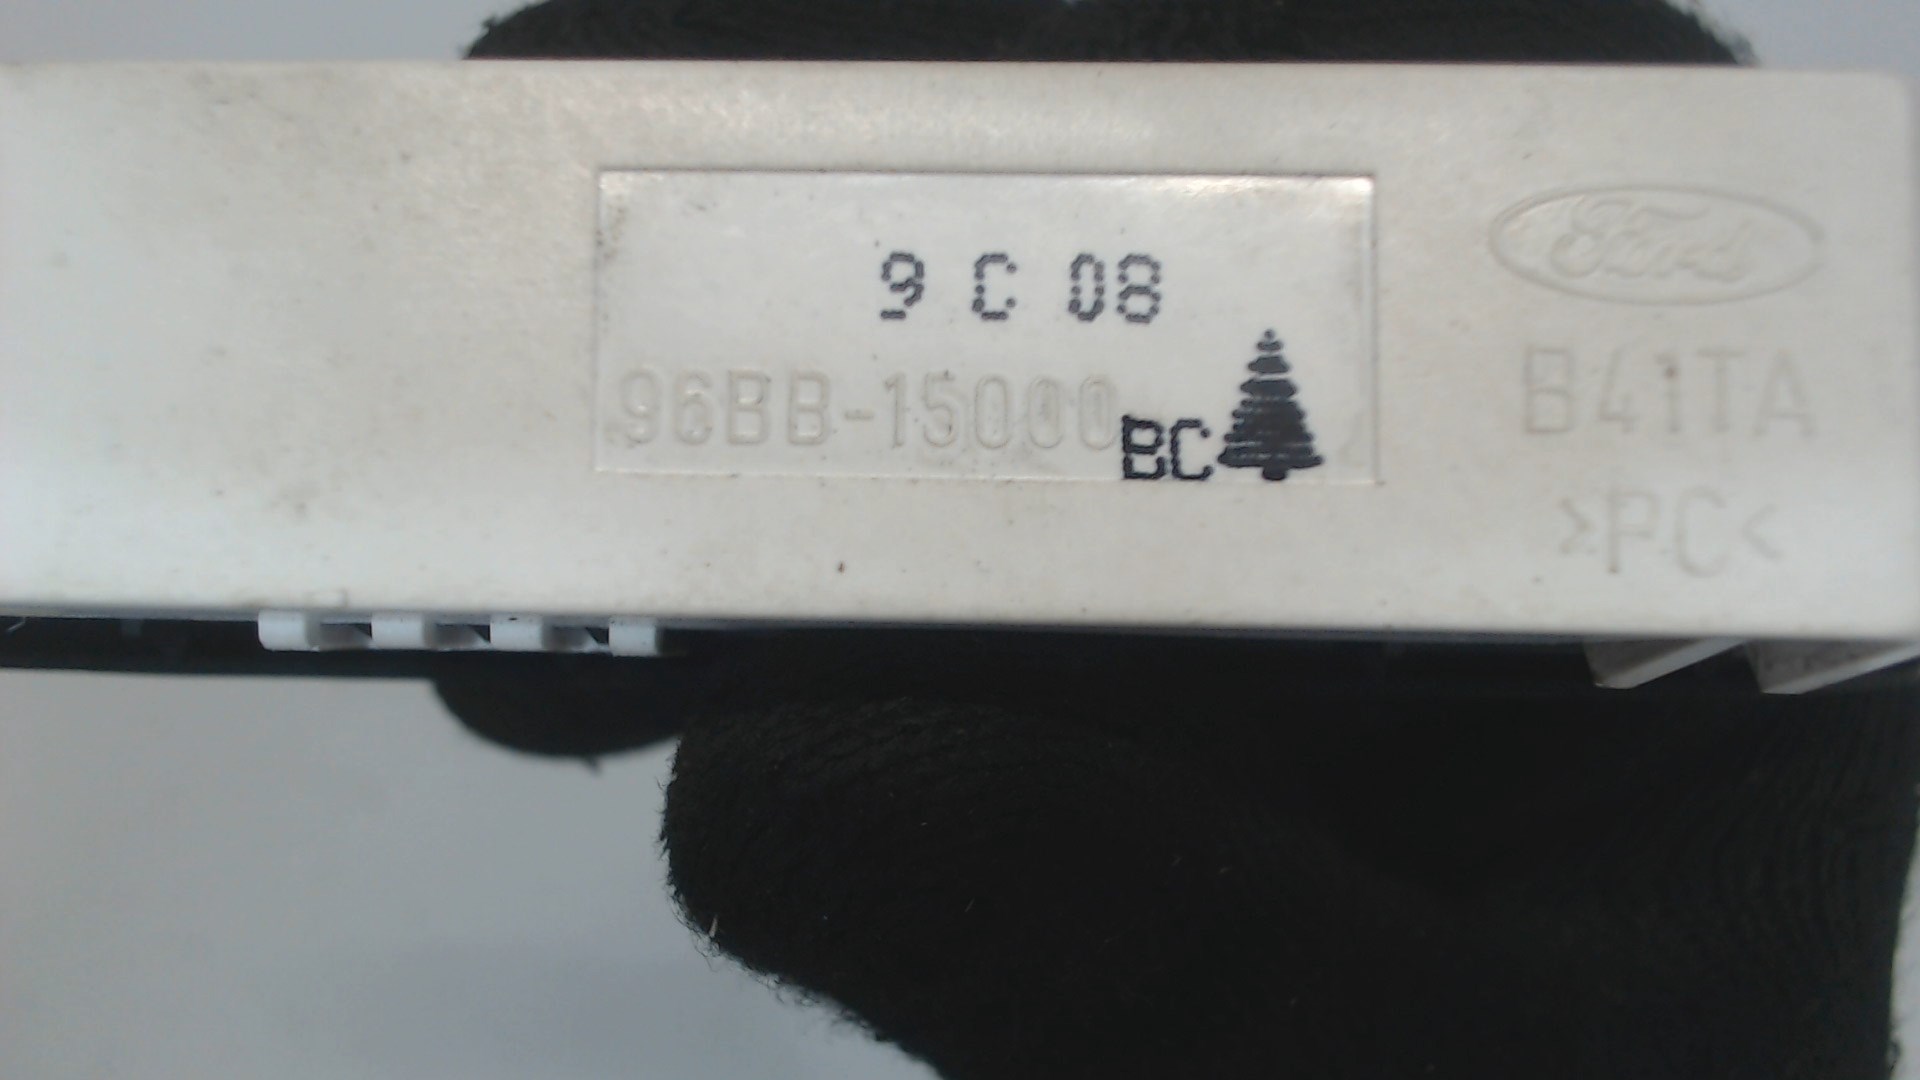 9 C 08
96BB-15000 BC
Ford
B41TA
>PC<